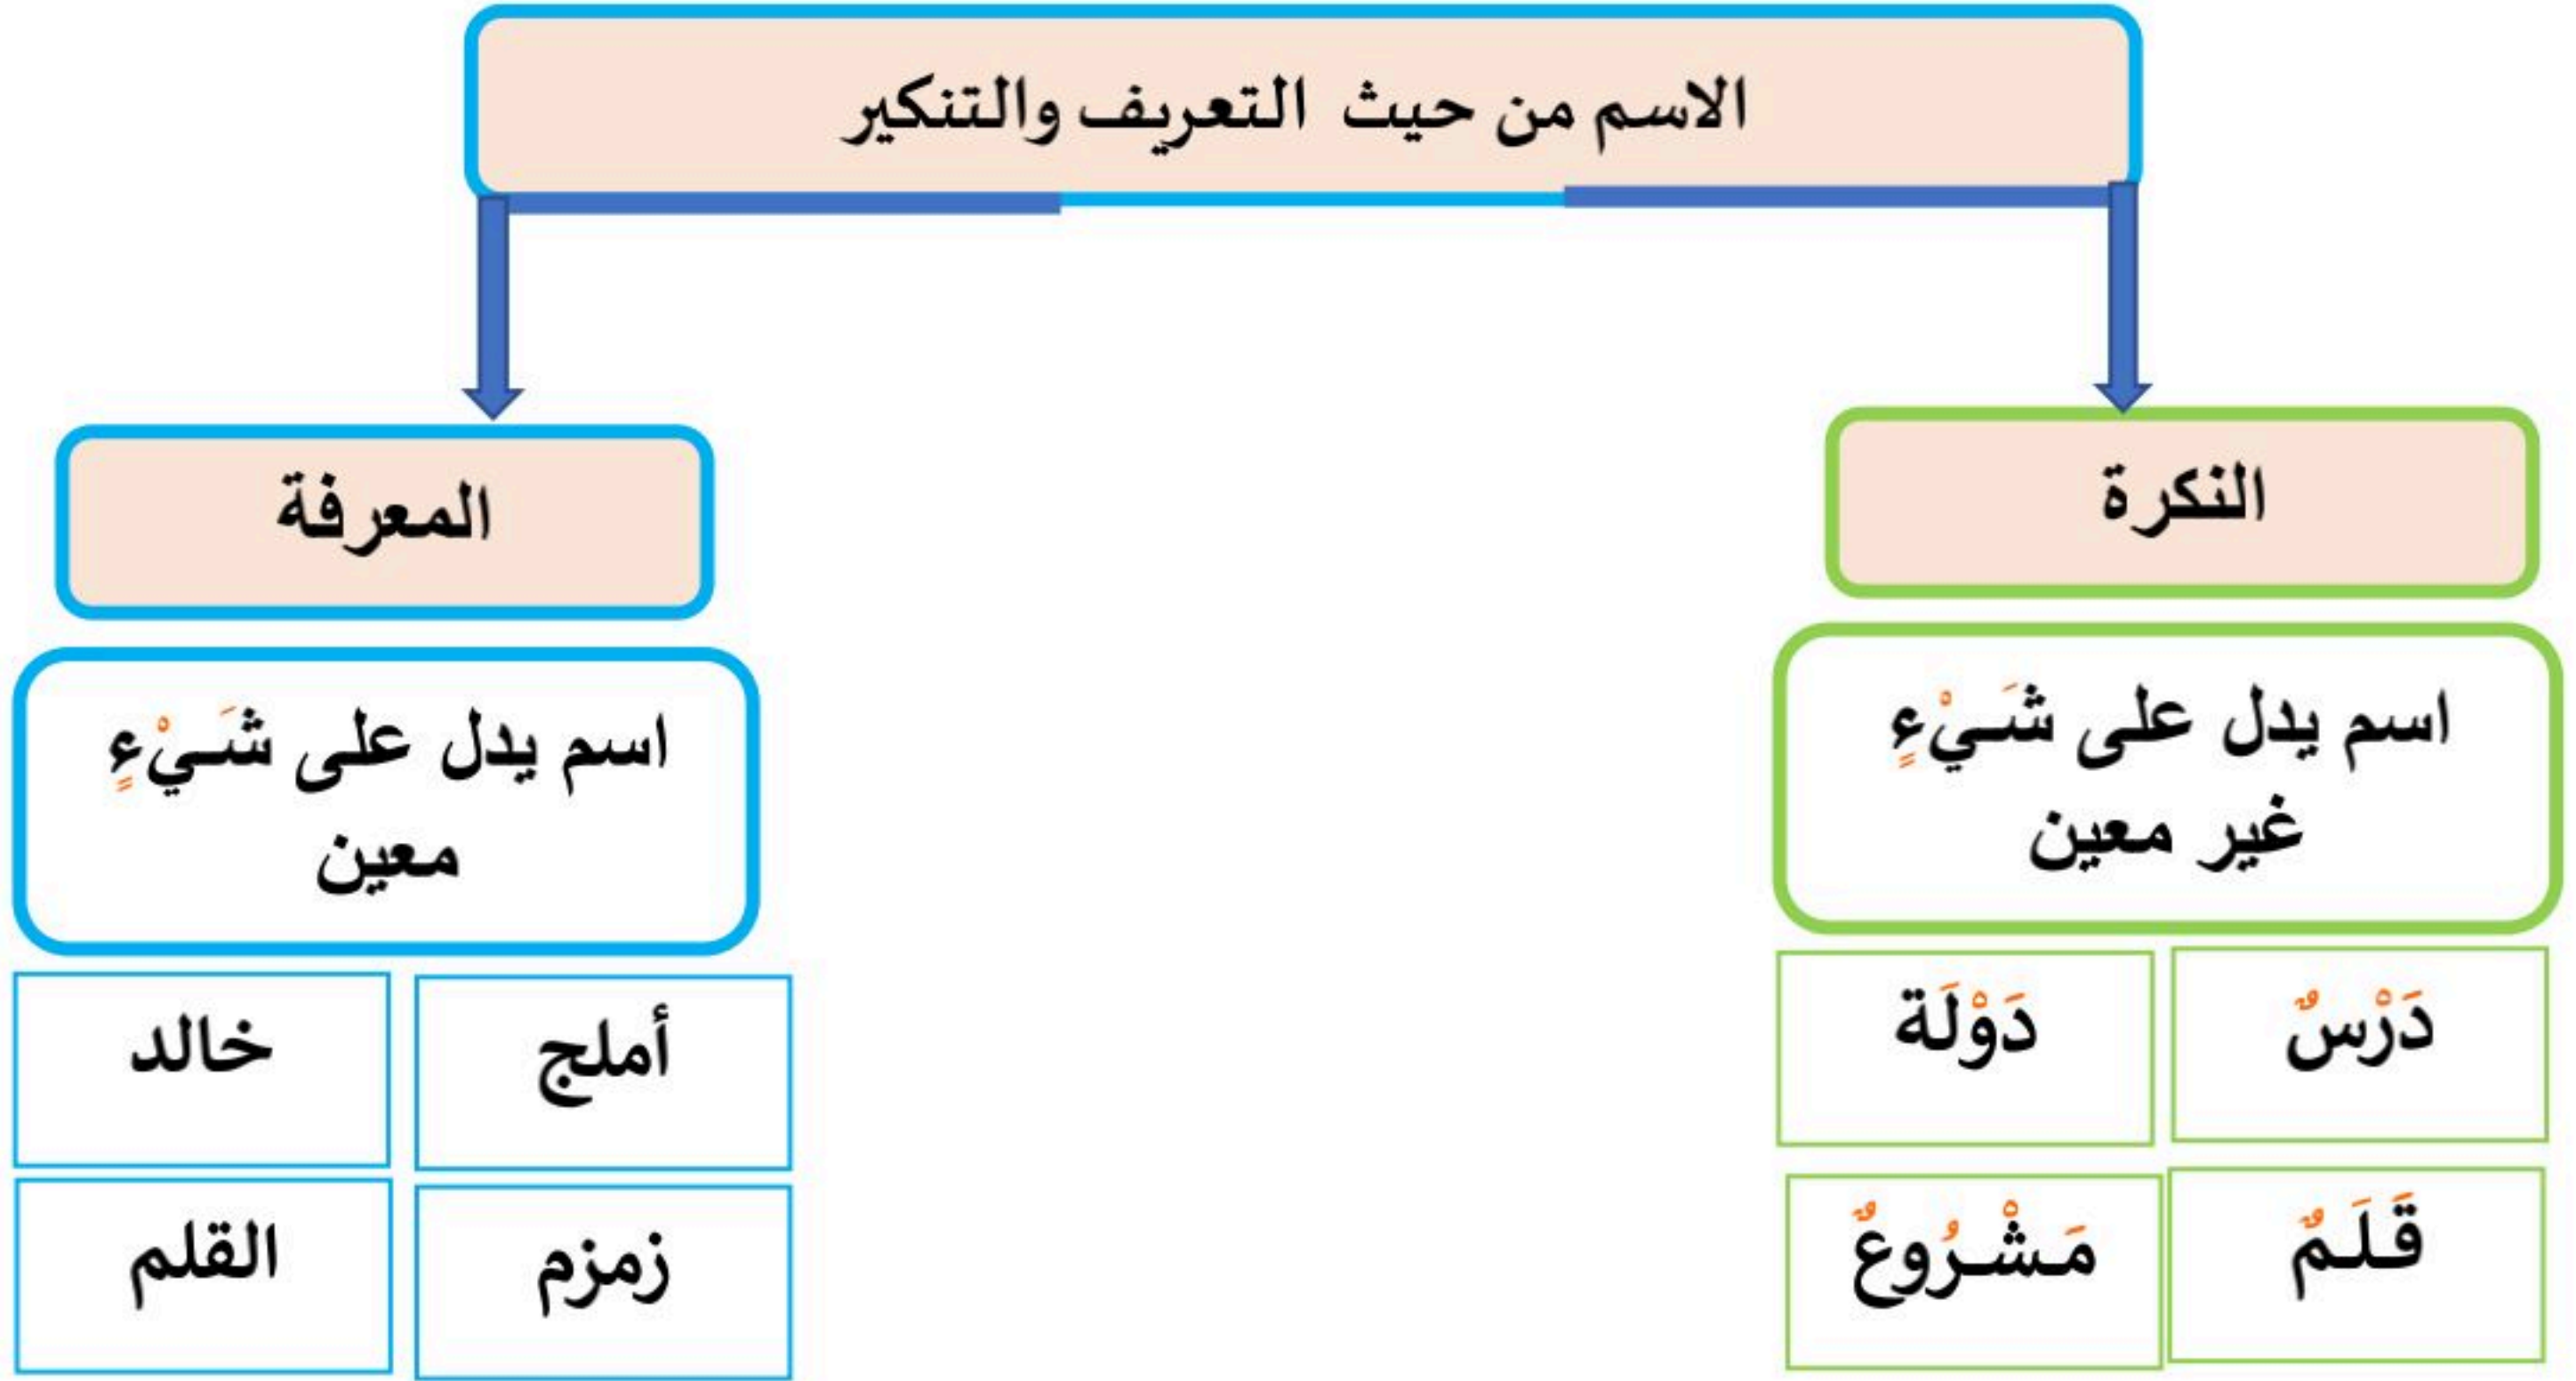 الاسم من حيث التعريف والتنكير
النكرة
اسم يدل على شَيْءٍ
غير معين
دَرْسٌ
دَوْلَة
قَلَمٌ
مَشْرُوعٌ
المعرفة
اسم يدل على شَيْءٍ
معين
أملج
خالد
زمزم
القلم